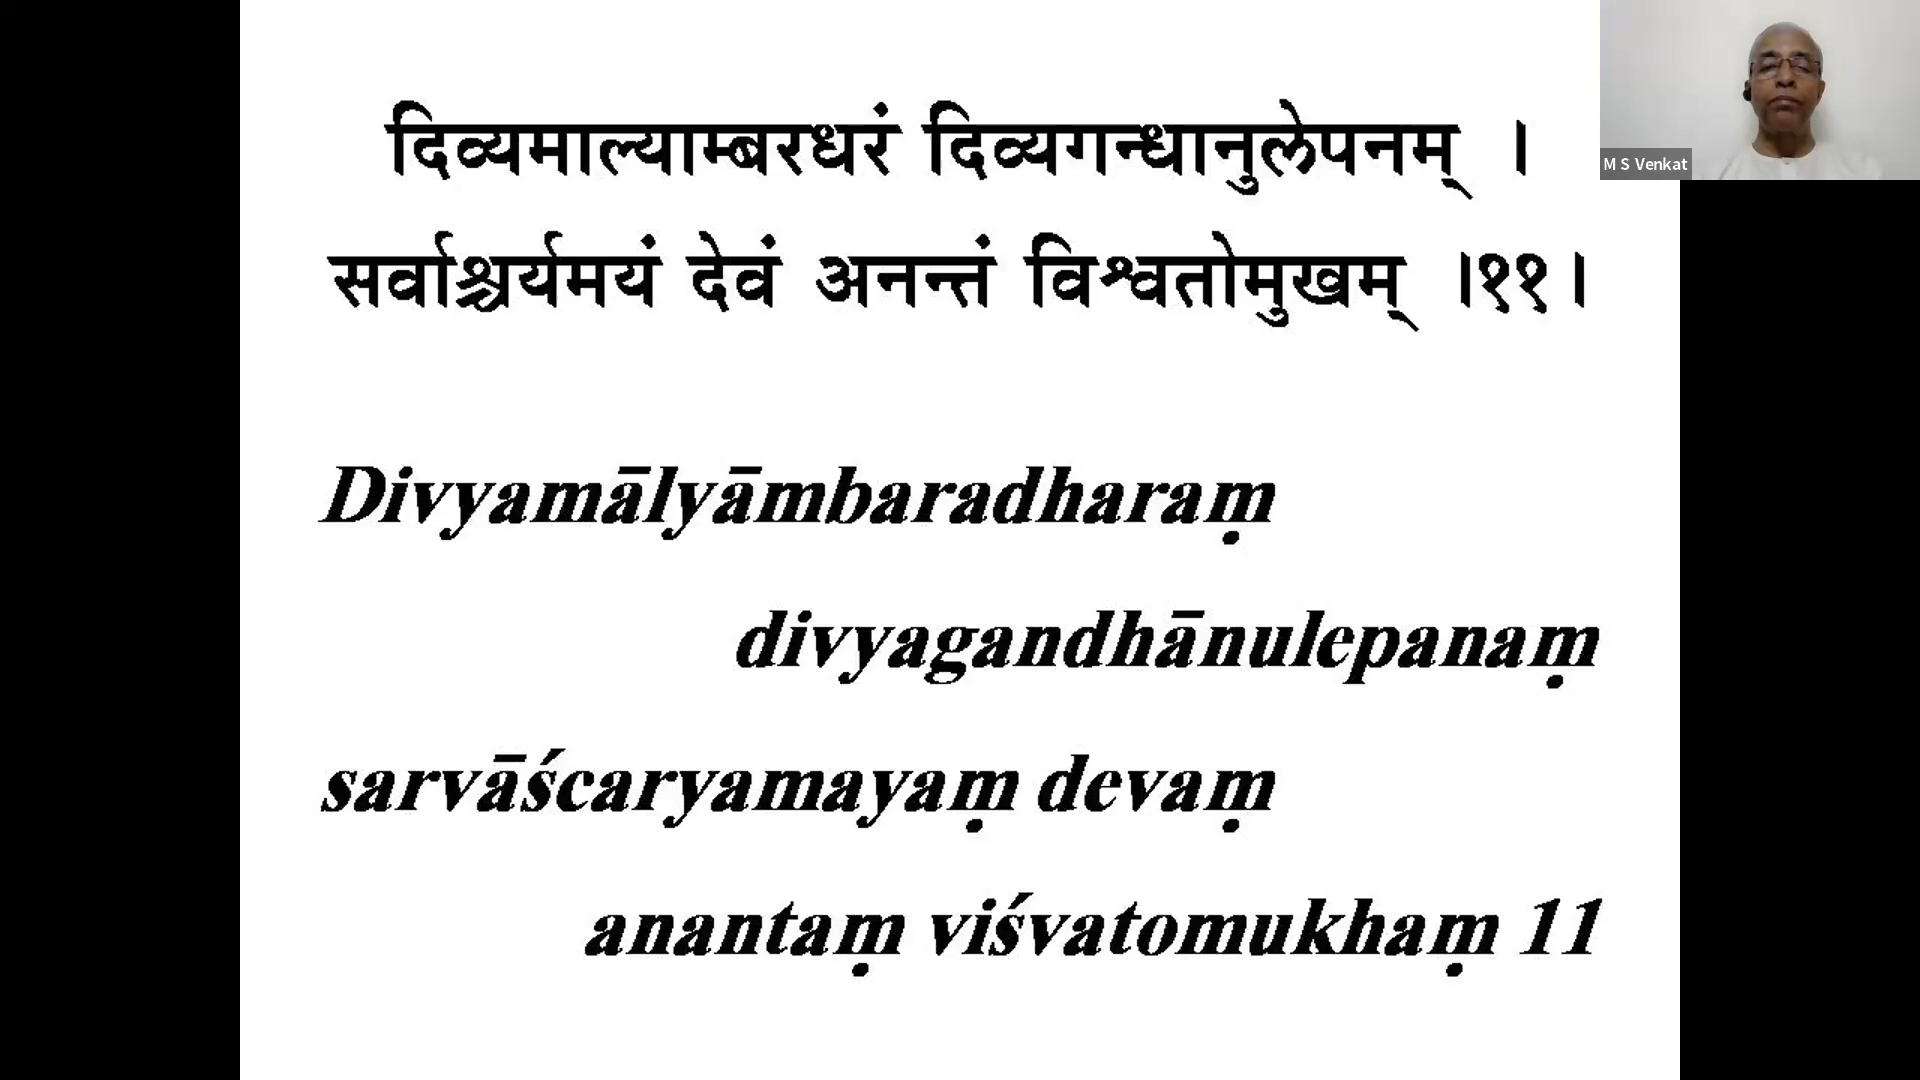 दिव्यमाल्याम्बरधरं दिव्यगन्धानुलेपनम् ।
सर्वाश्चर्यमयं देवं अनन्तं विश्वतोमुखम् ।११।
Divyamālyāmbaradharaṃ
divyagandhānulepanaṃ
sarvāścaryamayaṃ devaṃ
anantaṃ viśvatomukhaṃ 11
M S Venkat